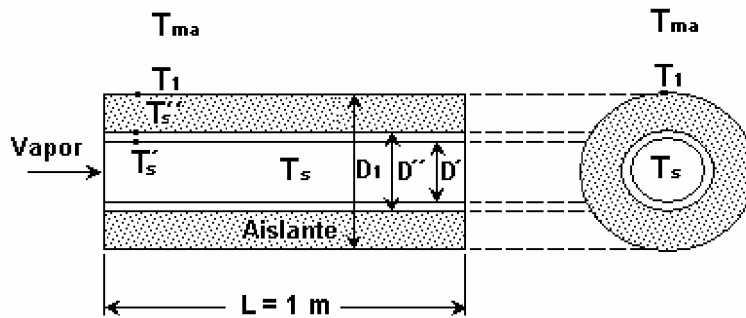 Tma
Tma
T1
T1
Ts''
Vapor
Ts'
Ts
D1
D''
D'
Ts
Aislante
L = 1 m